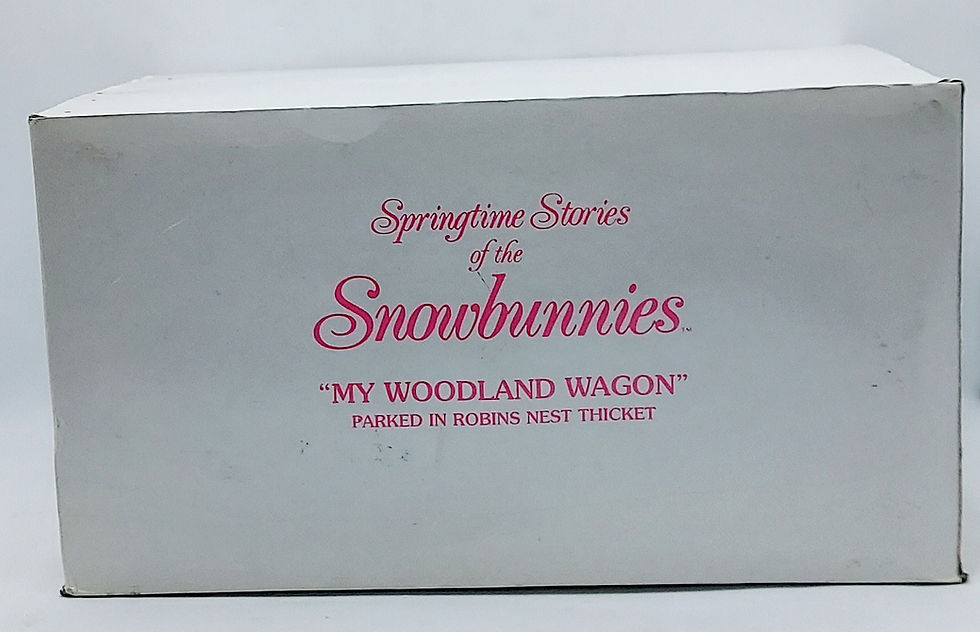 Springtime Stories
of the
Snowbunnies™
“MY WOODLAND WAGON”
PARKED IN ROBINS NEST THICKET